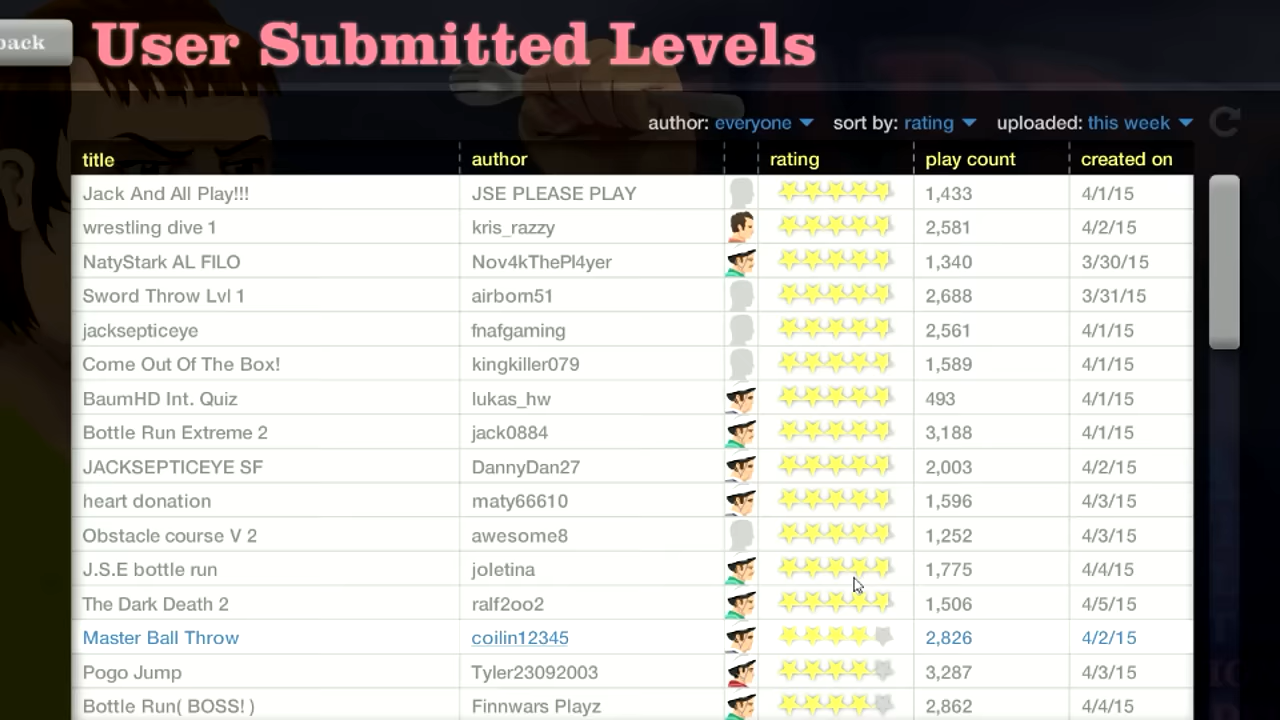 back
User Submitted Levels
author: everyone sort by: rating uploaded: this week
title author rating play count created on
Jack And All Play!!! JSE PLEASE PLAY 1,433 4/1/15
wrestling dive 1 kris_razzy 2,581 4/2/15
NatyStark AL FILO Nov4kThePl4yer 1,340 3/30/15
Sword Throw Lvl 1 airborn51 2,688 3/31/15
jacksepticeye fnafgaming 2,561 4/1/15
Come Out Of The Box! kingkiller079 1,589 4/1/15
BaumHD Int. Quiz lukas_hw 493 4/1/15
Bottle Run Extreme 2 jack0884 3,188 4/1/15
JACKSEPTICEYE SF DannyDan27 2,003 4/2/15
heart donation maty66610 1,596 4/3/15
Obstacle course V 2 awesome8 1,252 4/3/15
J.S.E bottle run joletina 1,775 4/4/15
The Dark Death 2 ralf2oo2 1,506 4/5/15
Master Ball Throw coilin12345 2,826 4/2/15
Pogo Jump Tyler23092003 3,287 4/3/15
Bottle Run( BOSS! ) Finnwars Playz 2,862 4/4/15